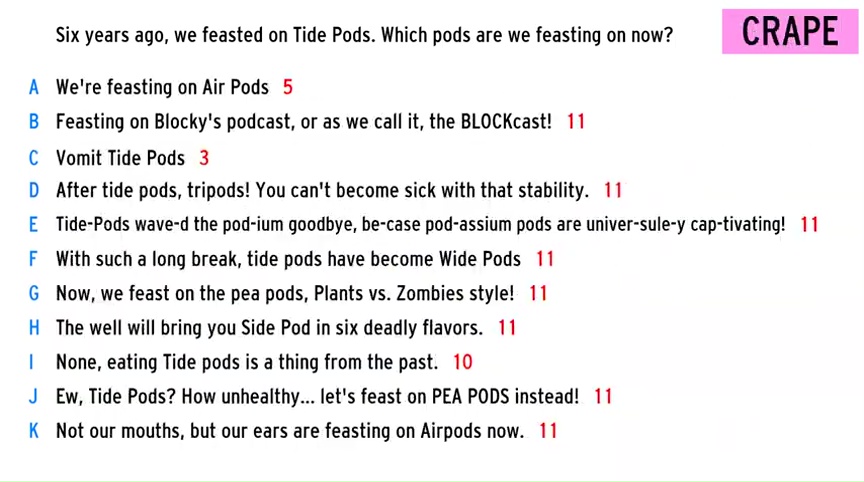 Six years ago, we feasted on Tide Pods. Which pods are we feasting on now?
CRAPE
A We're feasting on Air Pods 5
B Feasting on Blocky's podcast, or as we call it, the BLOCKcast! 11
C Vomit Tide Pods 3
D After tide pods, tripods! You can't become sick with that stability. 11
E Tide-Pods wave-d the pod-ium goodbye, be-case pod-assium pods are univer-sule-y cap-tivating! 11
F With such a long break, tide pods have become Wide Pods 11
G Now, we feast on the pea pods, Plants vs. Zombies style! 11
H The well will bring you Side Pod in six deadly flavors. 11
I None, eating Tide pods is a thing from the past. 10
J Ew, Tide Pods? How unhealthy... let's feast on PEA PODS instead! 11
K Not our mouths, but our ears are feasting on Airpods now. 11